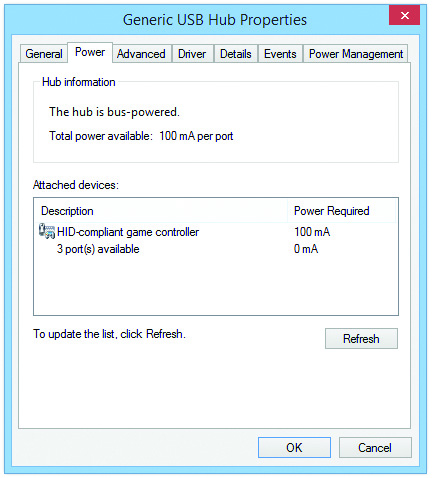 Generic USB Hub Properties
General Power Advanced Driver Details Events Power Management
Hub information
The hub is bus-powered.
Total power available: 100 mA per port
Attached devices:
Description Power Required
HID-compliant game controller 100 mA
3 port(s) available 0 mA
To update the list, click Refresh.
Refresh
OK Cancel